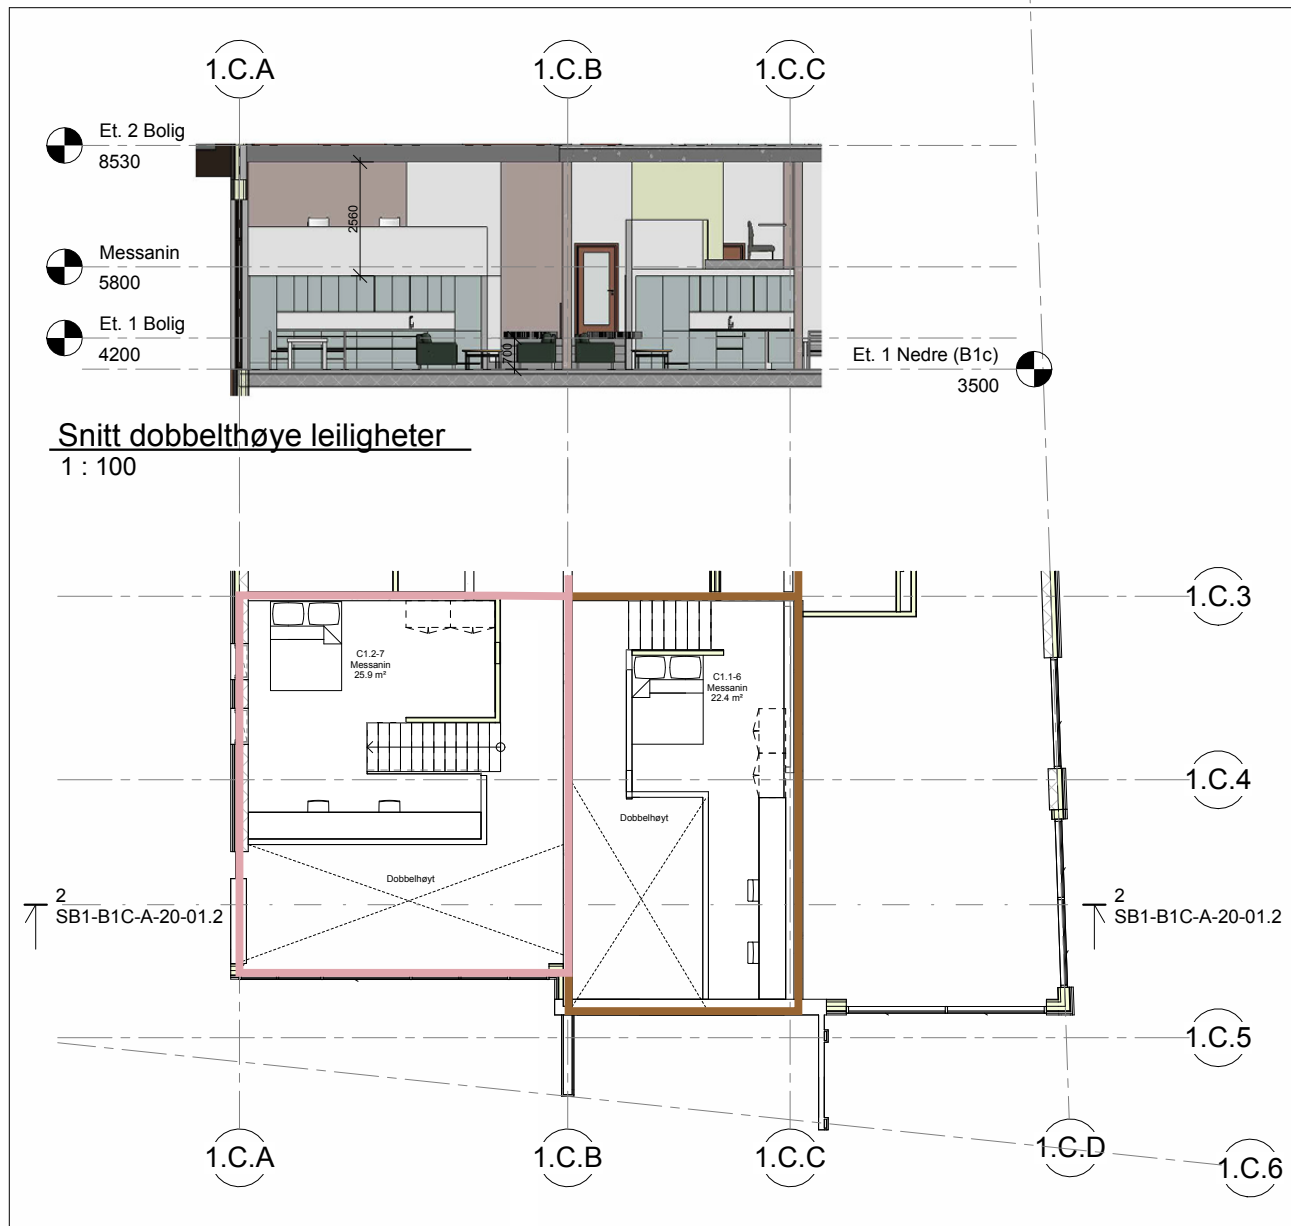 1.C.A
1.C.B
1.C.C
Et. 2 Bolig
8530
2560
Messanin
5800
Et. 1 Bolig
4200
700
Et. 1 Nedre (B1c)
3500
Snitt dobbelthøye leiligheter
1 : 100
1.C.3
C1.2-7
Messanin
25.9 m²
C1.1-6
Messanin
22.4 m²
1.C.4
Dobbelhøyt
Dobbelhøyt
2
SB1-B1C-A-20-01.2
2
SB1-B1C-A-20-01.2
1.C.5
1.C.A
1.C.B
1.C.C
1.C.D
1.C.6